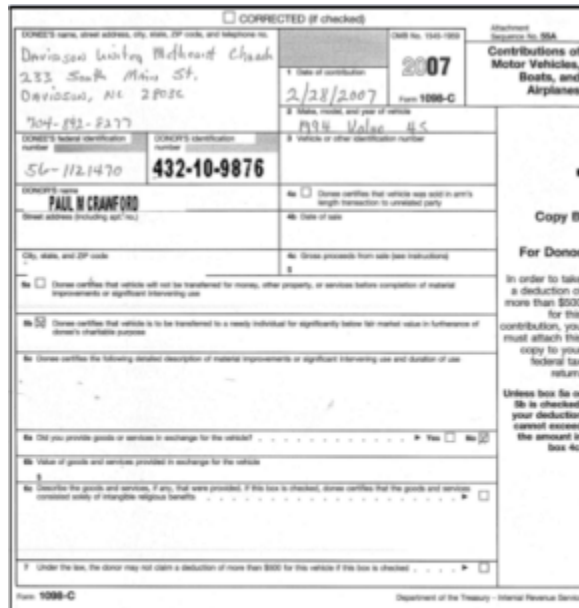 CORRECTED (if checked)
DONEE'S name, street address, city, state, ZIP code, and telephone no.
Davidson United Methodist Church
233 South Main St.
Davidson, NC 28036
704-892-8277
1 Date of contribution
2/28/2007
OMB No. 1545-1959
2007
Form 1098-C
Attachment
Sequence No. 55A
Contributions of
Motor Vehicles,
Boats, and
Airplanes
2 Make, model, and year of vehicle
1994 Volvo
DONEE'S federal identification
number
56-1121470
DONOR'S identification
number
432-10-9876
3 Vehicle or other identification number
DONOR'S name
PAUL M CRAWFORD
4a Donee certifies that vehicle was sold in arm's
length transaction to unrelated party
Street address (including apt. no.)
4b Date of sale
City, state, and ZIP code
4c Gross proceeds from sale (see instructions)
$
5a Donee certifies that vehicle will not be transferred for money, other property, or services before completion of material
improvements or significant intervening use
5b Donee certifies that vehicle is to be transferred to a needy individual for significantly below fair market value in furtherance of
donee's charitable purpose
5c Donee certifies the following detailed description of material improvements or significant intervening use and duration of use
6a Did you provide goods or services in exchange for the vehicle? Yes No
6b Value of goods and services provided in exchange for the vehicle
$
6c Describe the goods and services, if any, that were provided. If this box is checked, donee certifies that the goods and services
consisted solely of intangible religious benefits
7 Under the law, the donor may not claim a deduction of more than $500 for this vehicle if this box is checked
Copy B
For Donor
In order to take
a deduction of
more than $500
for this
contribution, you
must attach this
copy to your
federal tax
return.
Unless box 5a or
5b is checked,
your deduction
cannot exceed
the amount in
box 4c.
Form 1098-C
Department of the Treasury - Internal Revenue Service